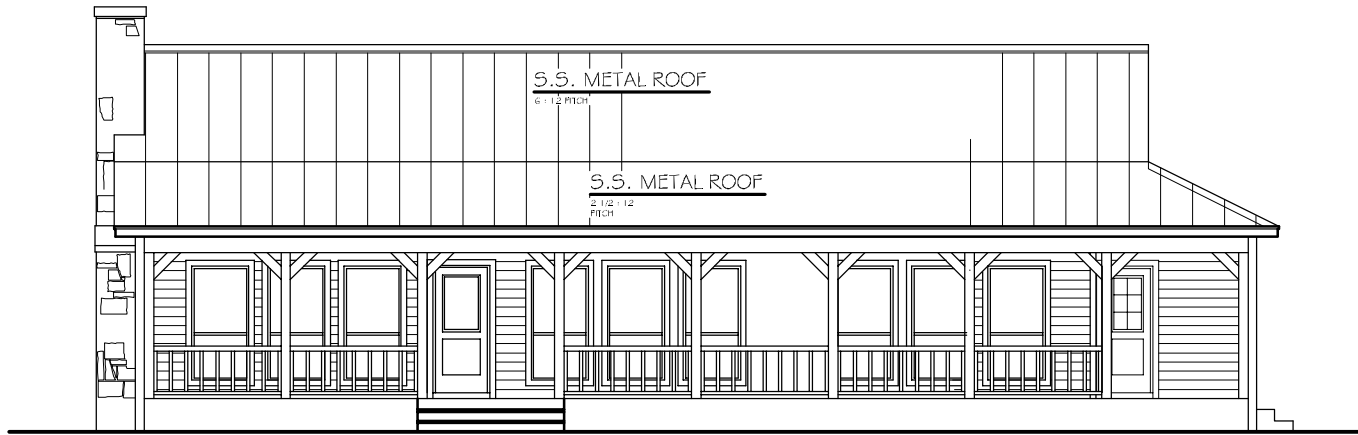 S.S. METAL ROOF
6 : 12 PITCH
S.S. METAL ROOF
2 1/2 : 12
PITCH